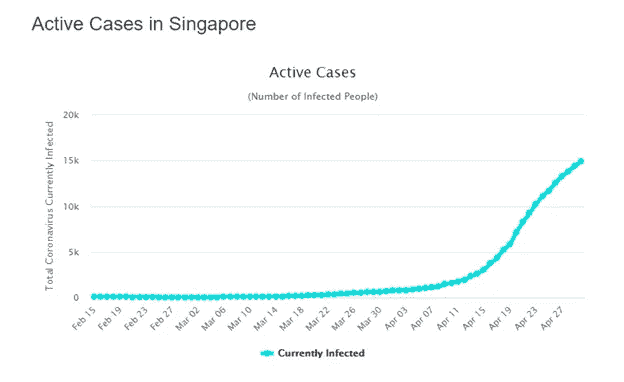 Active Cases in Singapore
Active Cases
(Number of Infected People)
Total Coronavirus Currently Infected
20k
15k
10k
5k
0
Feb 15
Feb 19
Feb 23
Feb 27
Mar 02
Mar 06
Mar 10
Mar 14
Mar 18
Mar 22
Mar 26
Mar 30
Apr 03
Apr 07
Apr 11
Apr 15
Apr 19
Apr 23
Apr 27
Currently Infected